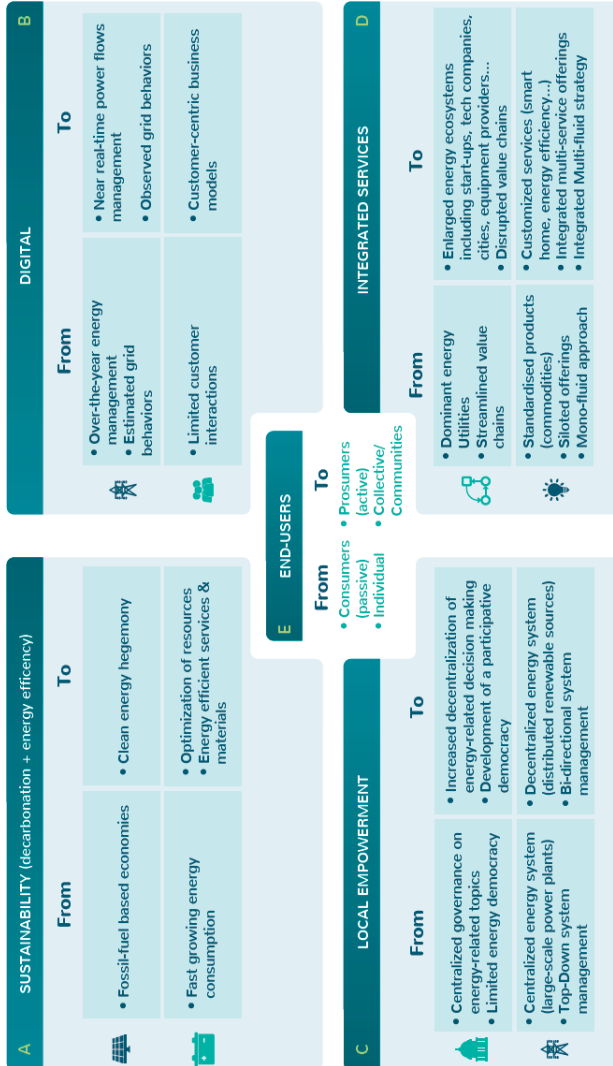 A
SUSTAINABILITY (decarbonation + energy efficency)
From
To
• Fossil-fuel based economies
• Clean energy hegemony
• Fast growing energy
consumption
• Optimization of resources
• Energy efficient services &
materials
B
DIGITAL
From
To
• Over-the-year energy
management
• Estimated grid
behaviors
• Near real-time power flows
management
• Observed grid behaviors
• Limited customer
interactions
• Customer-centric business
models
E
END-USERS
From
To
• Consumers
(passive)
• Individual
• Prosumers
(active)
• Collective/
Communities
C
LOCAL EMPOWERMENT
From
To
• Centralized governance on
energy-related topics
• Limited energy democracy
• Increased decentralization of
energy-related decision making
• Development of a participative
democracy
• Centralized energy system
(large-scale power plants)
• Top-Down system
management
• Decentralized energy system
(distributed renewable sources)
• Bi-directional system
management
D
INTEGRATED SERVICES
From
To
• Dominant energy
Utilities
• Streamlined value
chains
• Enlarged energy ecosystems
including start-ups, tech companies,
cities, equipment providers...
• Disrupted value chains
• Standardised products
(commodities)
• Siloted offerings
• Mono-fluid approach
• Customized services (smart
home, energy efficiency...)
• Integrated multi-service offerings
• Integrated Multi-fluid strategy